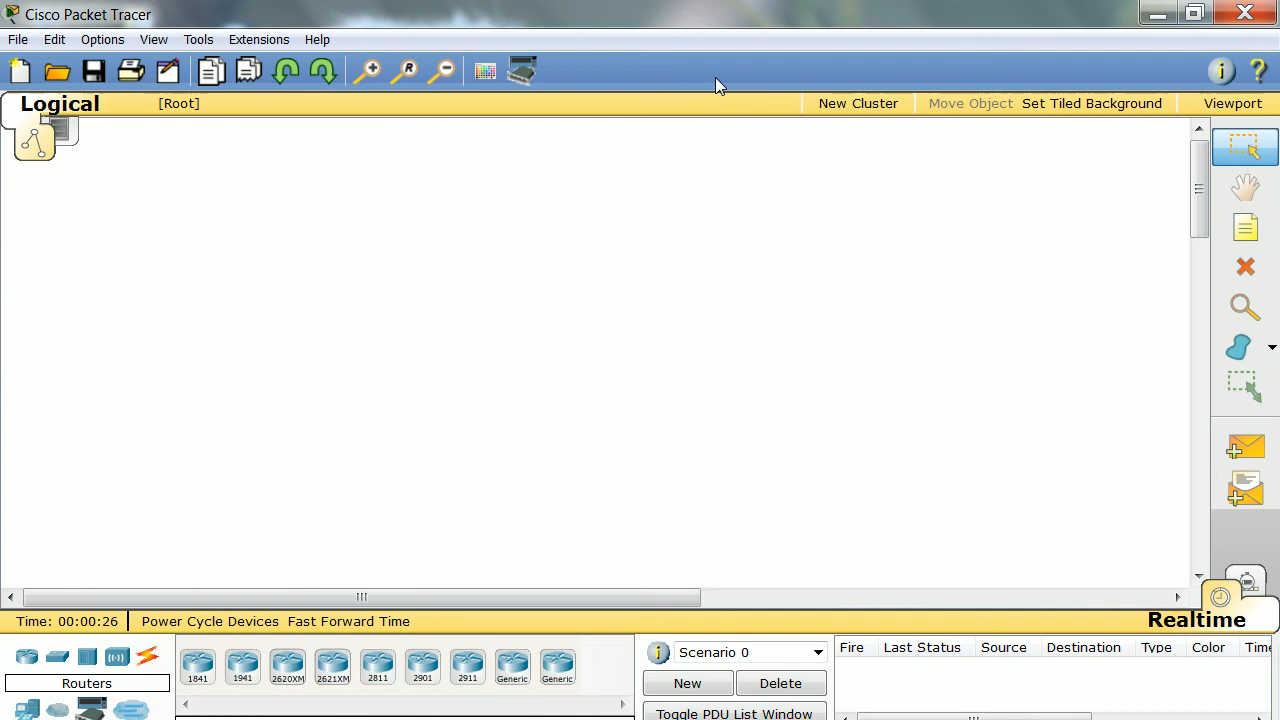 Cisco Packet Tracer
File Edit Options View Tools Extensions Help
R
i ?
Logical [Root] New Cluster Move Object Set Tiled Background Viewport
Time: 00:00:26 Power Cycle Devices Fast Forward Time Realtime
Routers
1841 1941 2620XM 2621XM 2811 2901 2911 Generic Generic
i Scenario 0
New Delete
Toggle PDU List Window
Fire Last Status Source Destination Type Color Time